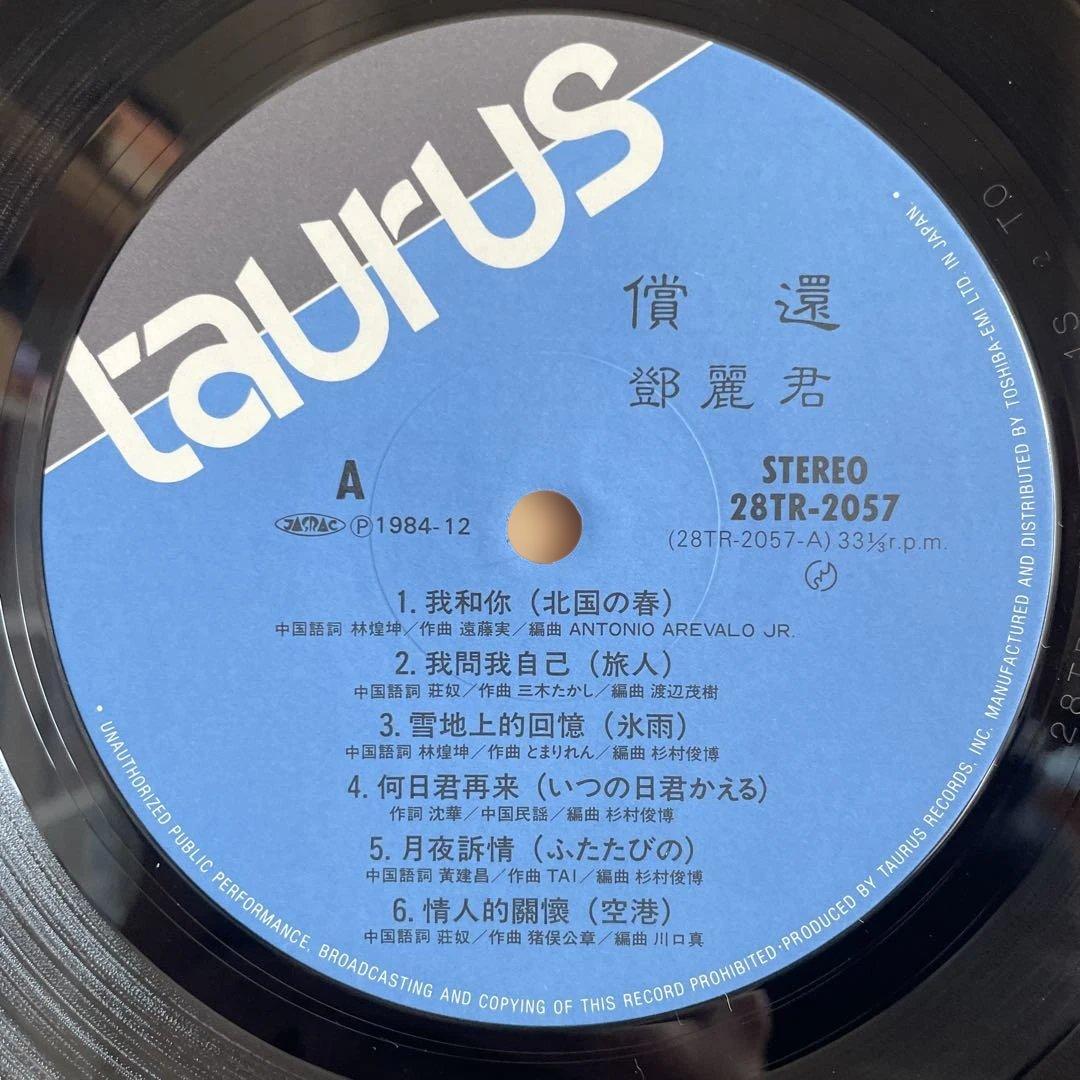 taurus
償 還
鄧麗君
A
STEREO
28TR-2057
JASRAC Ⓟ1984-12
(28TR-2057-A) 33⅓r.p.m.
1. 我和你（北国の春）
中国語詞 林煌坤／作曲 遠藤実／編曲 ANTONIO AREVALO JR.
2. 我問我自己（旅人）
中国語詞 莊奴／作曲 三木たかし／編曲 渡辺茂樹
3. 雪地上的回憶（氷雨）
中国語詞 林煌坤／作曲 とまりれん／編曲 杉村俊博
4. 何日君再来（いつの日君かえる）
作詞 沈華／中国民謡／編曲 杉村俊博
5. 月夜訴情（ふたたびの）
中国語詞 黃建昌／作曲 TAI／編曲 杉村俊博
6. 情人的關懷（空港）
中国語詞 莊奴／作曲 猪俣公章／編曲 川口真
• UNAUTHORIZED PUBLIC PERFORMANCE, BROADCASTING AND COPYING OF THIS RECORD PROHIBITED·PRODUCED BY TAURUS RECORDS, INC. MANUFACTURED AND DISTRIBUTED BY TOSHIBA-EMI LTD. IN JAPAN. •